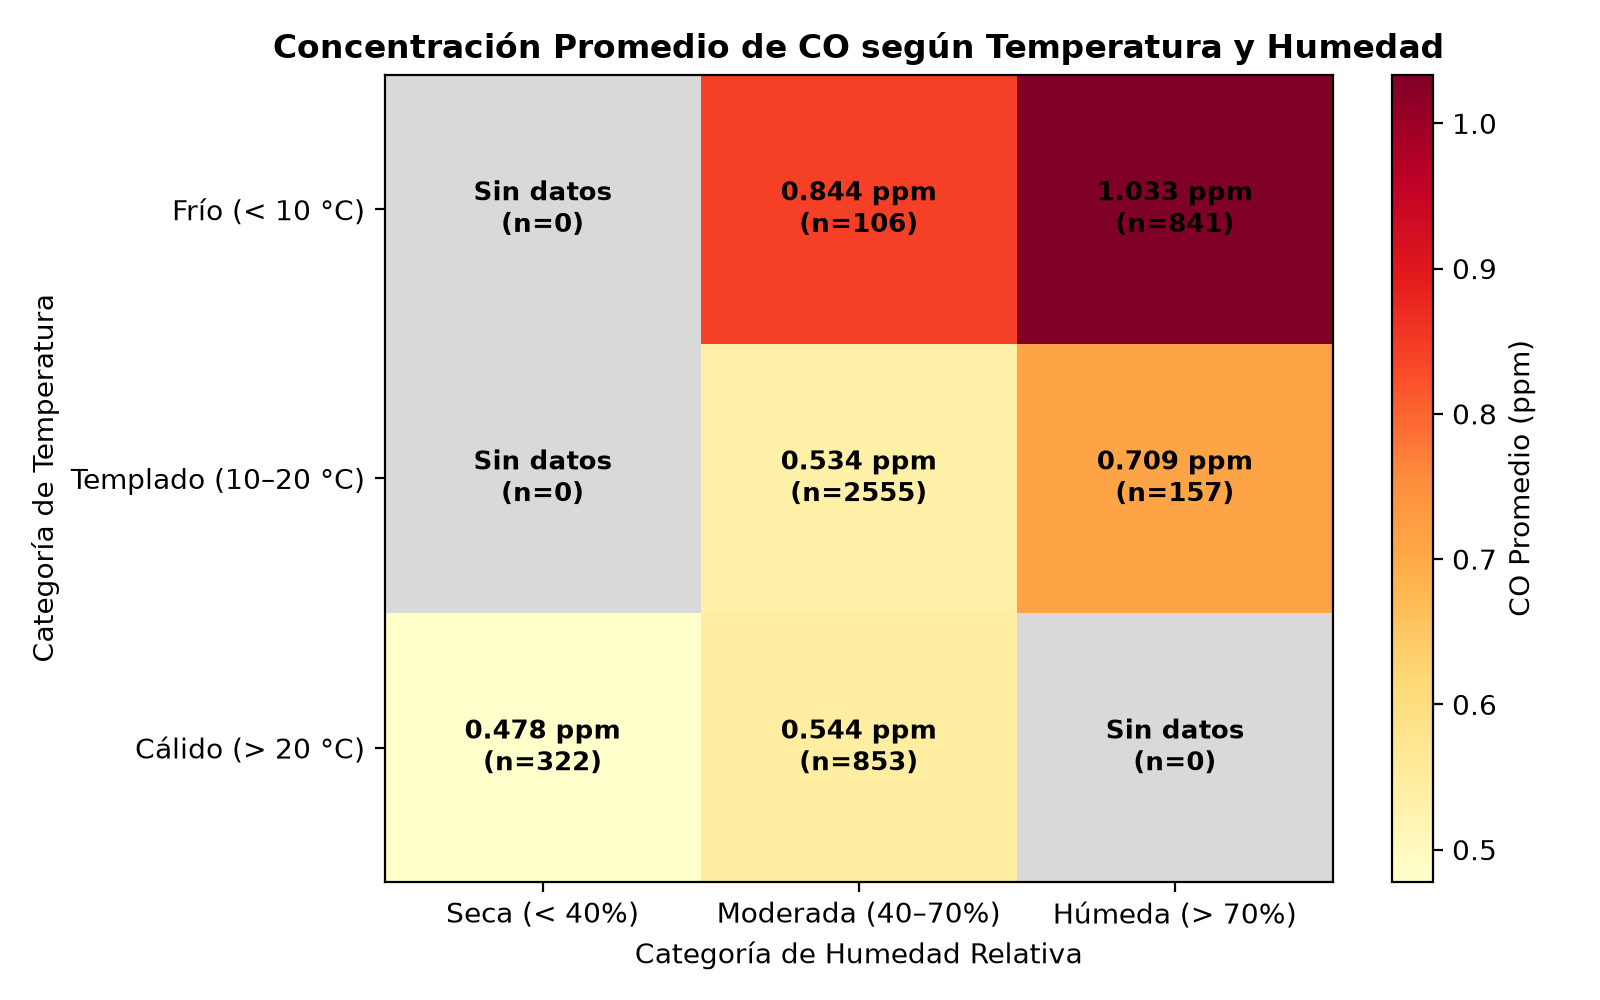 Concentración Promedio de CO según Temperatura y Humedad
Categoría de Temperatura
Frío (< 10 °C)
Sin datos
(n=0)
0.844 ppm
(n=106)
1.033 ppm
(n=841)
Templado (10–20 °C)
Sin datos
(n=0)
0.534 ppm
(n=2555)
0.709 ppm
(n=157)
Cálido (> 20 °C)
0.478 ppm
(n=322)
0.544 ppm
(n=853)
Sin datos
(n=0)
Seca (< 40%)
Moderada (40–70%)
Húmeda (> 70%)
Categoría de Humedad Relativa
1.0
0.9
0.8
0.7
0.6
0.5
CO Promedio (ppm)